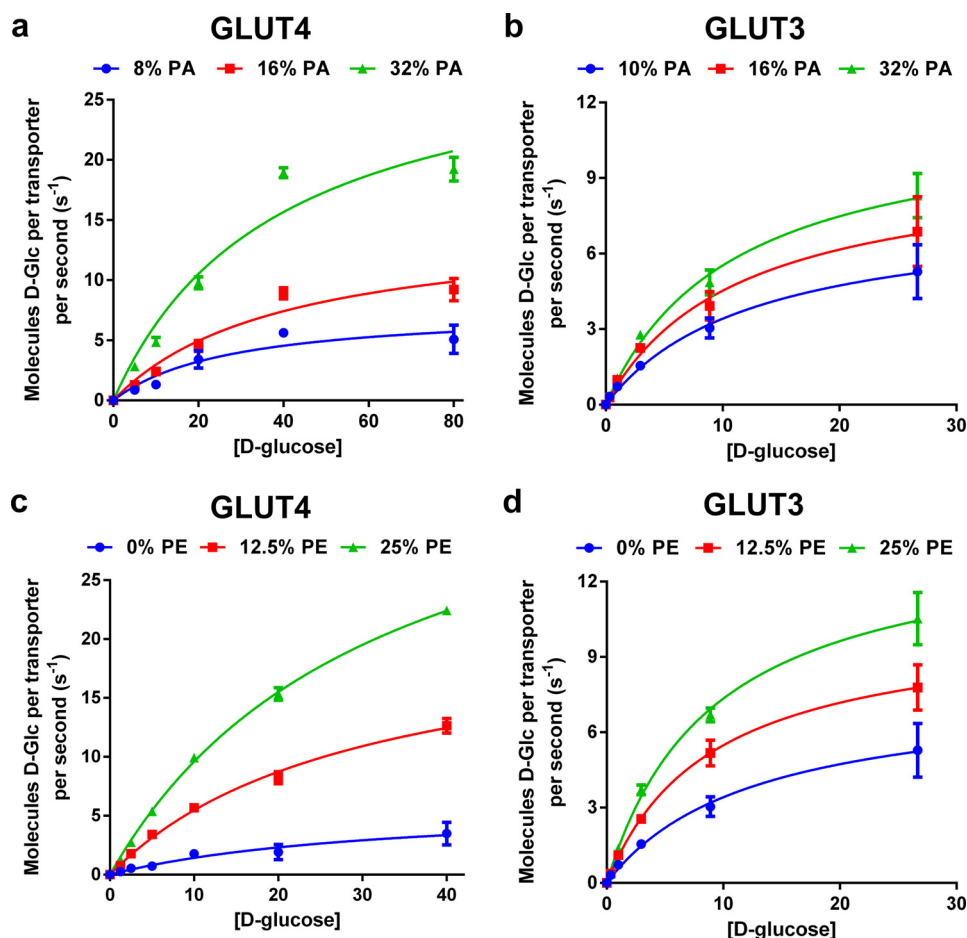 a
GLUT4
8% PA 16% PA 32% PA
Molecules D-Glc per transporter
per second (s⁻¹)
25
20
15
10
5
0
0 20 40 60 80
[D-glucose]
b
GLUT3
10% PA 16% PA 32% PA
Molecules D-Glc per transporter
per second (s⁻¹)
12
9
6
3
0
0 10 20 30
[D-glucose]
c
GLUT4
0% PE 12.5% PE 25% PE
Molecules D-Glc per transporter
per second (s⁻¹)
25
20
15
10
5
0
0 10 20 30 40
[D-glucose]
d
GLUT3
0% PE 12.5% PE 25% PE
Molecules D-Glc per transporter
per second (s⁻¹)
12
9
6
3
0
0 10 20 30
[D-glucose]